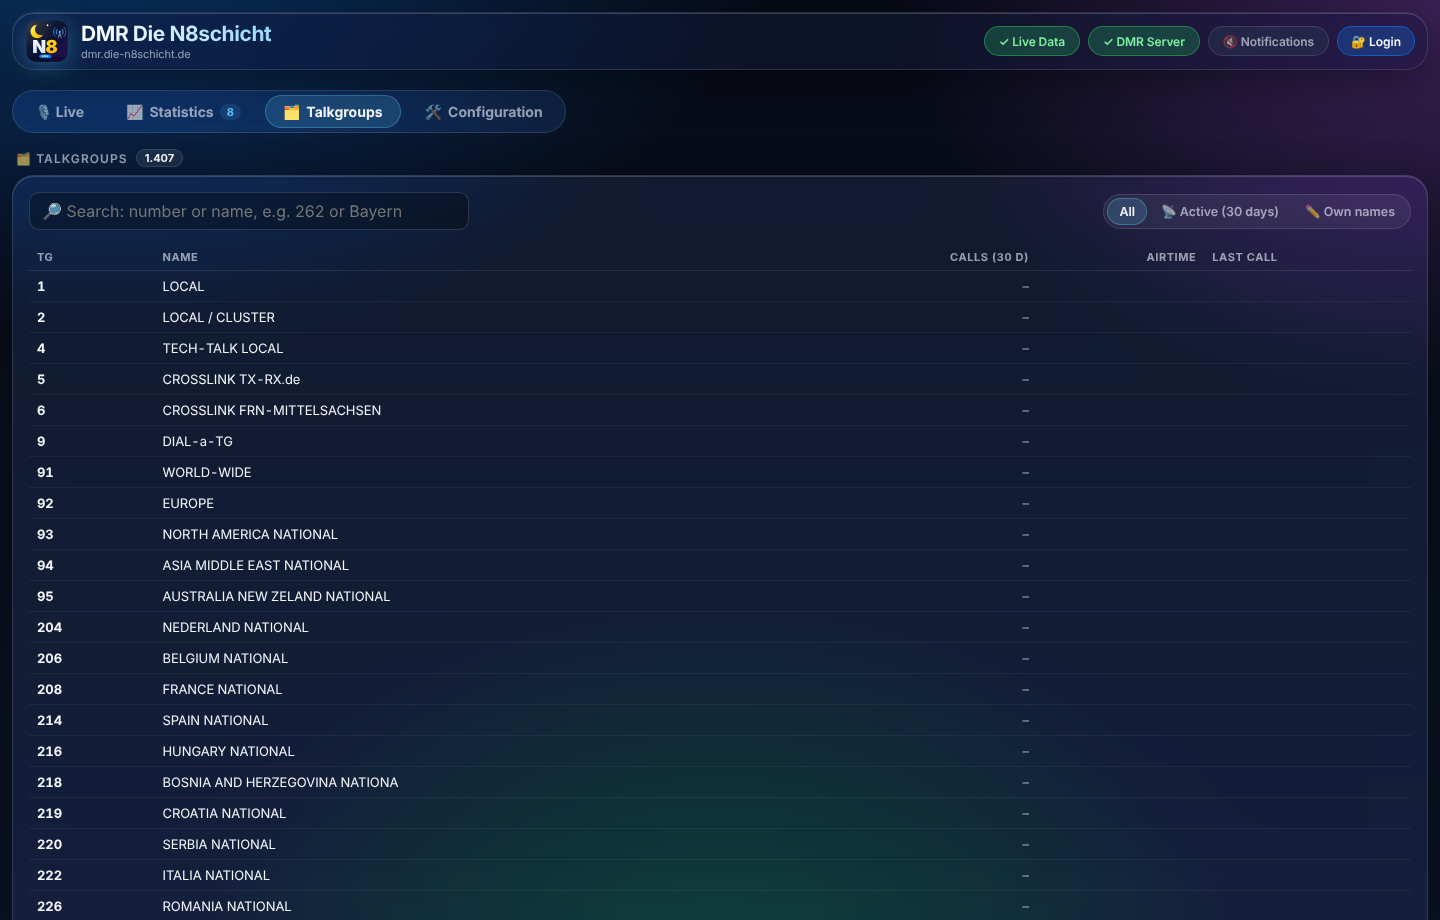 N8
DMR Die N8schicht
dmr.die-n8schicht.de
✓ Live Data
✓ DMR Server
Notifications
Login
Live
Statistics 8
Talkgroups
Configuration
TALKGROUPS 1.407
Search: number or name, e.g. 262 or Bayern
All
Active (30 days)
Own names
TG NAME CALLS (30 D) AIRTIME LAST CALL
1 LOCAL –
2 LOCAL / CLUSTER –
4 TECH-TALK LOCAL –
5 CROSSLINK TX-RX.de –
6 CROSSLINK FRN-MITTELSACHSEN –
9 DIAL-a-TG –
91 WORLD-WIDE –
92 EUROPE –
93 NORTH AMERICA NATIONAL –
94 ASIA MIDDLE EAST NATIONAL –
95 AUSTRALIA NEW ZELAND NATIONAL –
204 NEDERLAND NATIONAL –
206 BELGIUM NATIONAL –
208 FRANCE NATIONAL –
214 SPAIN NATIONAL –
216 HUNGARY NATIONAL –
218 BOSNIA AND HERZEGOVINA NATIONA –
219 CROATIA NATIONAL –
220 SERBIA NATIONAL –
222 ITALIA NATIONAL –
226 ROMANIA NATIONAL –